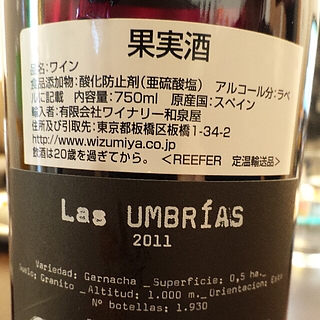 果実酒
品名:ワイン
食品添加物:酸化防止剤(亜硫酸塩) アルコール分:ラベ
ルに記載 内容量:750ml 原産国:スペイン
輸入者:有限会社ワイナリー和泉屋
住所及び引取先:東京都板橋区板橋1-34-2
http://www.wizumiya.co.jp
飲酒は20歳を過ぎてから。 <REEFER 定温輸送品>
Las UMBRÍAS
2011
Variedad: Garnacha _ Superficie: 0,5 ha._
Suelo: Granito _ Altitud: 1.000 m._ Orientacion: Este
Nº botellas: 1.930